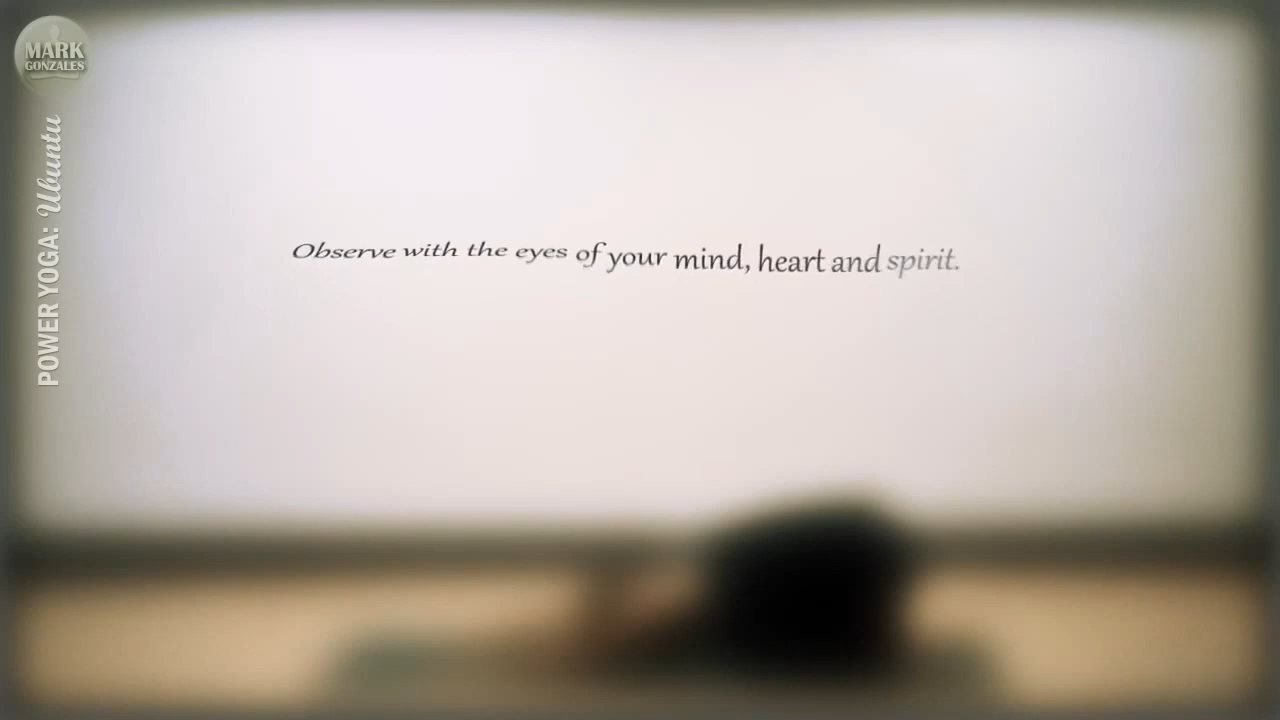 MARK
GONZALES
POWER YOGA: Ubuntu
Observe with the eyes of your mind, heart and spirit.